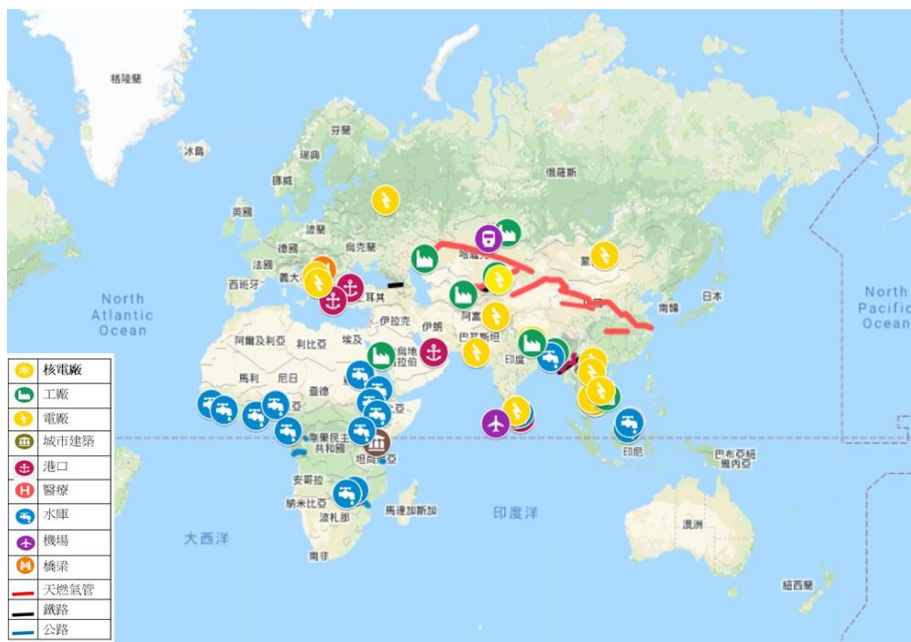 格陵蘭
冰島
芬蘭
瑞典
挪威
俄羅斯
英國
波蘭
德國
烏克蘭
法國
義大
西班牙
耳其
哈薩克
蒙
日本
南韓
North
Atlantic
Ocean
North
Pacific
Ocean
伊拉克
伊朗
阿富
巴基斯坦
印度
阿爾及利亞
利比亞
埃及
烏地
拉伯
馬利
尼日
查德
剛果民主
共和國
坦尚尼亞
安哥拉
納米比亞
波札那
馬達加斯加
南非
大西洋
印度洋
印尼
巴布亞紐
幾內亞
澳洲
紐西蘭
核電廠
工廠
電廠
城市建築
港口
醫療
H
水庫
機場
橋梁
天燃氣管
鐵路
公路